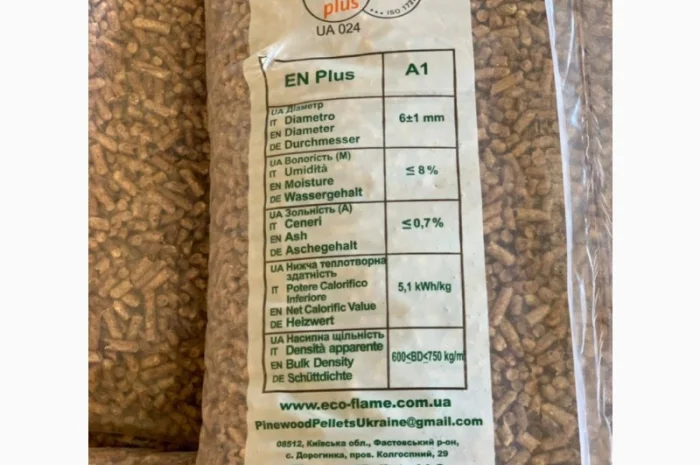 plus
UA 024
EN Plus A1
UA Діаметр
IT Diametro
EN Diameter
DE Durchmesser
6±1 mm
UA Вологість (М)
IT Umidità
EN Moisture
DE Wassergehalt
≤ 8%
UA Зольність (А)
IT Ceneri
EN Ash
DE Aschegehalt
≤0,7%
UA Нижча теплотворна
здатність
IT Potere Calorifico
Inferiore
EN Net Calorific Value
DE Heizwert
5,1 kWh/kg
UA Насипна щільність
IT Densità apparente
EN Bulk Density
DE Schüttdichte
600≤BD≤750 kg/m
www.eco-flame.com.ua
PinewoodPelletsUkraine@gmail.com
08512, Київська обл., Фастовський р-он,
с. Дорогинка, пров. Колгоспний, 29